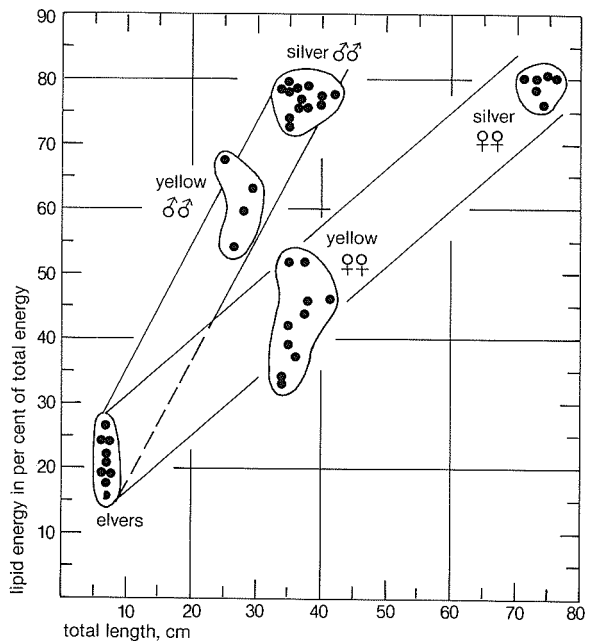 90
80
70
60
50
40
30
20
10
lipid energy in per cent of total energy
silver ♂♂
yellow
♂♂
silver
♀♀
yellow
♀♀
elvers
10 20 30 40 50 60 70 80
total length, cm